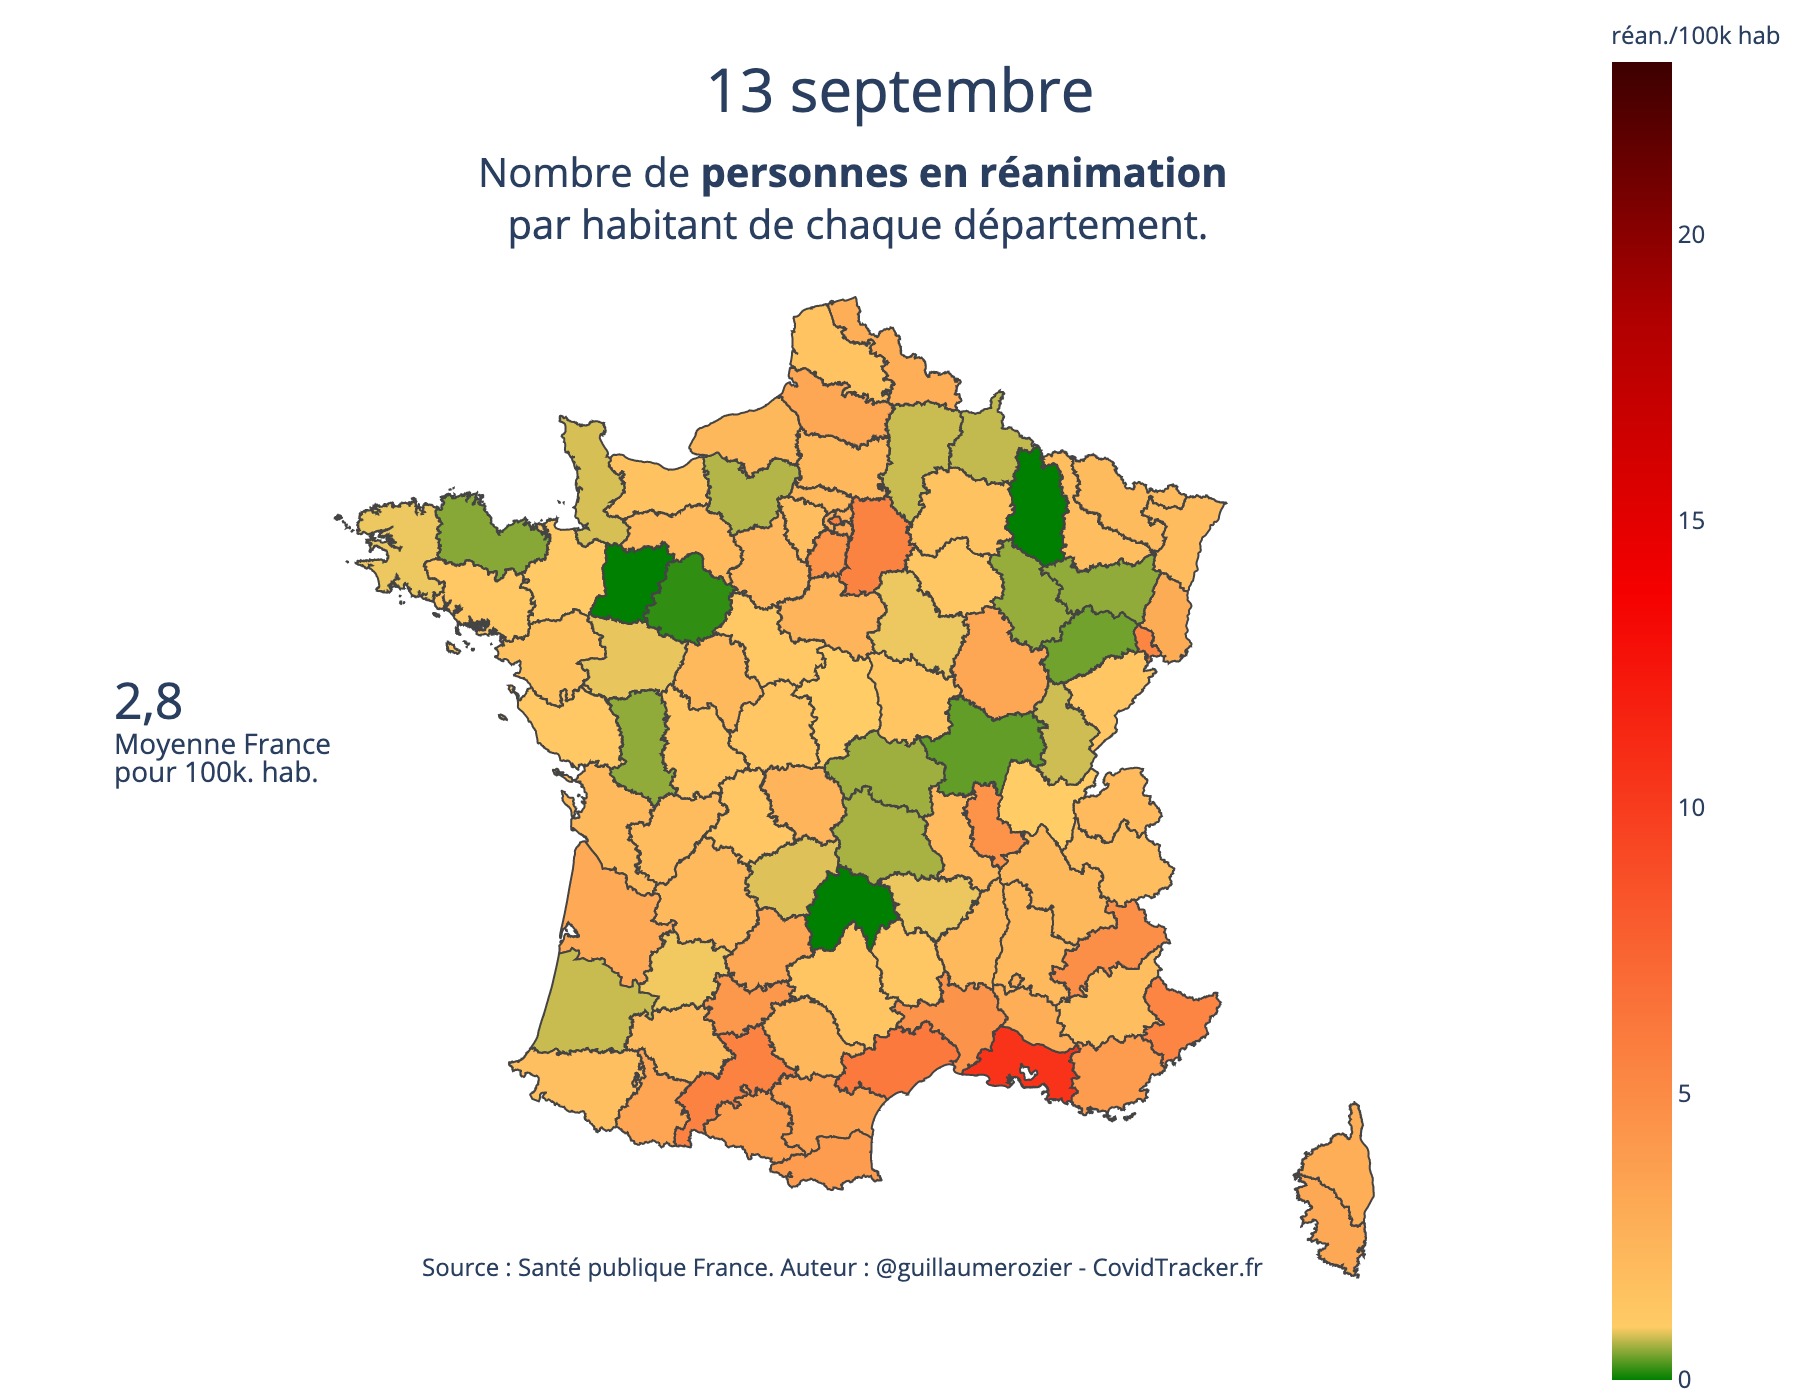 réan./100k hab
13 septembre
Nombre de personnes en réanimation
par habitant de chaque département.
20
15
2,8
Moyenne France
pour 100k. hab.
10
5
Source : Santé publique France. Auteur : @guillaumerozier - CovidTracker.fr
0